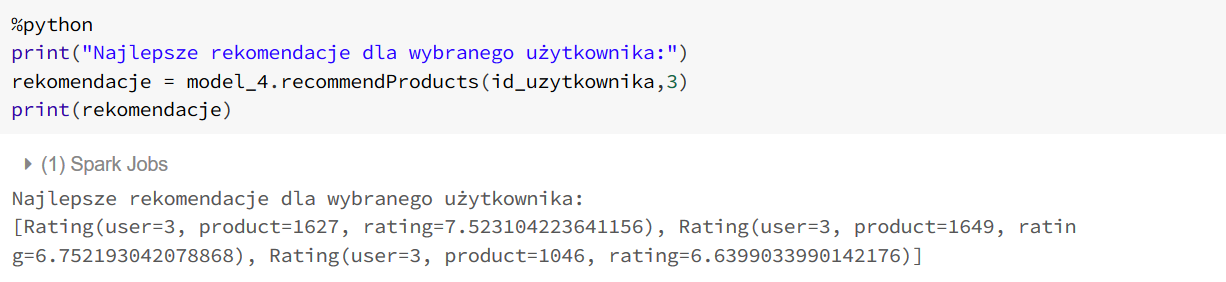 %python
print("Najlepsze rekomendacje dla wybranego użytkownika:")
rekomendacje = model_4.recommendProducts(id_uzytkownika,3)
print(rekomendacje)
(1) Spark Jobs
Najlepsze rekomendacje dla wybranego użytkownika:
[Rating(user=3, product=1627, rating=7.523104223641156), Rating(user=3, product=1649, ratin
g=6.752193042078868), Rating(user=3, product=1046, rating=6.6399033990142176)]